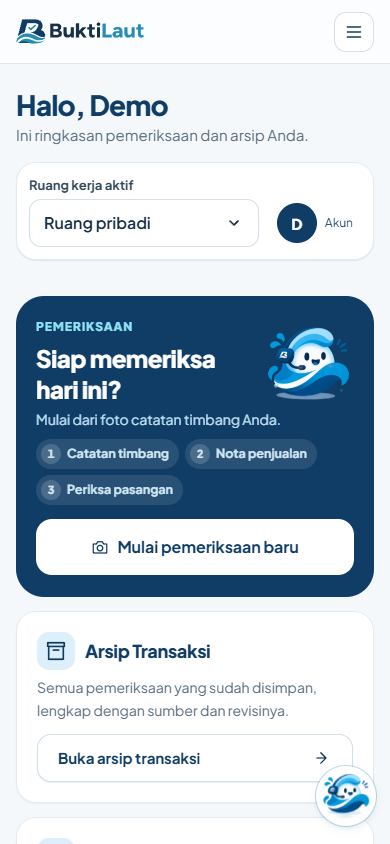 BuktiLaut
Halo, Demo
Ini ringkasan pemeriksaan dan arsip Anda.
Ruang kerja aktif
Ruang pribadi
D
Akun
PEMERIKSAAN
Siap memeriksa
hari ini?
Mulai dari foto catatan timbang Anda.
1 Catatan timbang
2 Nota penjualan
3 Periksa pasangan
Mulai pemeriksaan baru
Arsip Transaksi
Semua pemeriksaan yang sudah disimpan,
lengkap dengan sumber dan revisinya.
Buka arsip transaksi